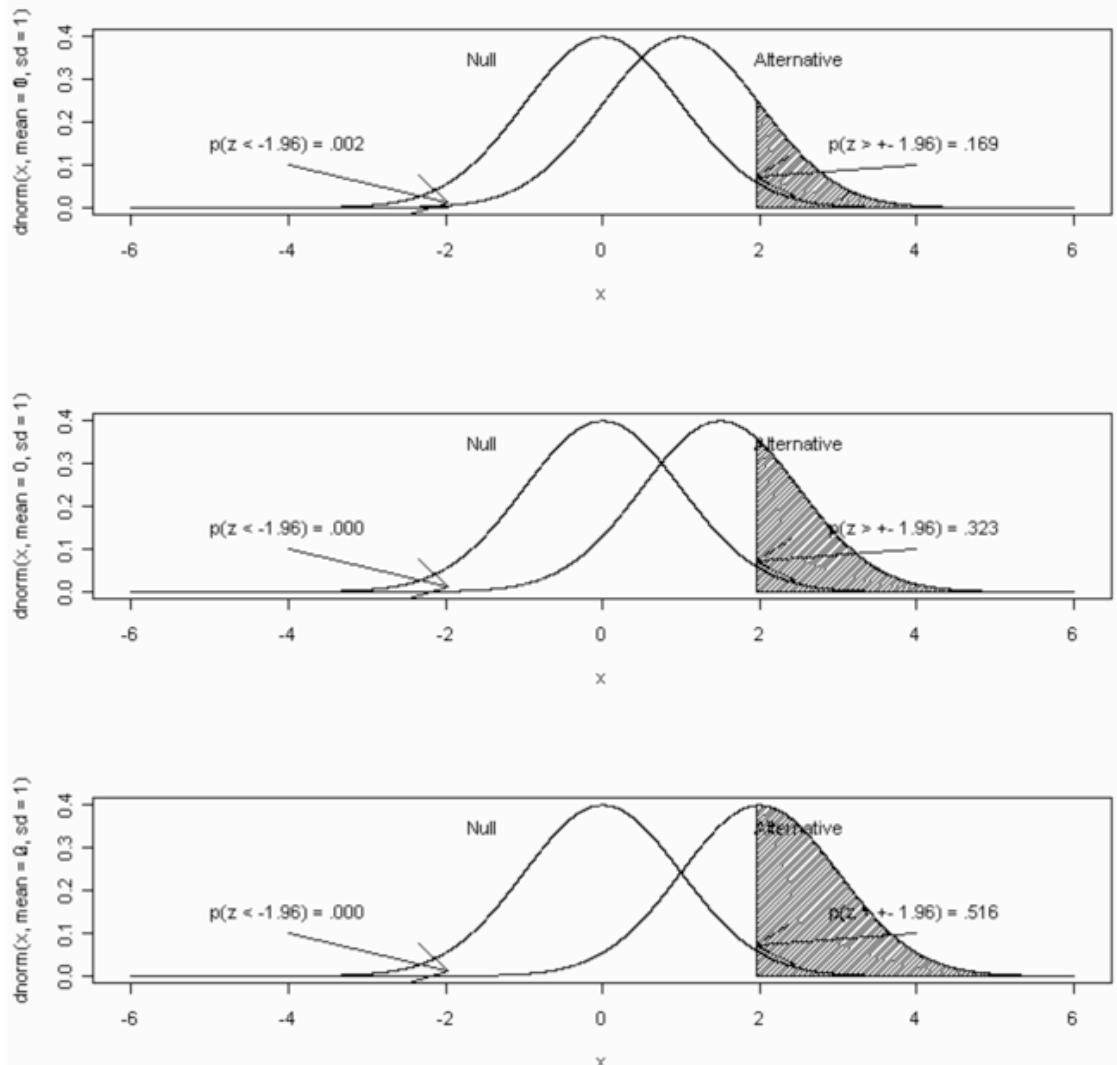 dnorm(x, mean = 0, sd = 1)
0.0 0.1 0.2 0.3 0.4
Null
Alternative
p(z < -1.96) = .002
p(z > +- 1.96) = .169
-6 -4 -2 0 2 4 6
x
dnorm(x, mean = 0, sd = 1)
0.0 0.1 0.2 0.3 0.4
Null
Alternative
p(z < -1.96) = .000
p(z > +- 1.96) = .323
-6 -4 -2 0 2 4 6
x
dnorm(x, mean = 0, sd = 1)
0.0 0.1 0.2 0.3 0.4
Null
Alternative
p(z < -1.96) = .000
p(z > +- 1.96) = .516
-6 -4 -2 0 2 4 6
x